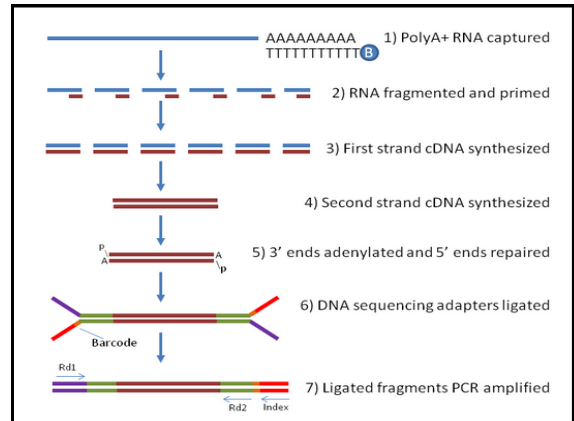 AAAAAAAAA
1) PolyA+ RNA captured
TTTTTTTTTTT B
2) RNA fragmented and primed
3) First strand cDNA synthesized
4) Second strand cDNA synthesized
P
A
5) 3' ends adenylated and 5' ends repaired
A
p
6) DNA sequencing adapters ligated
Barcode
Rd1
7) Ligated fragments PCR amplified
Rd2 Index